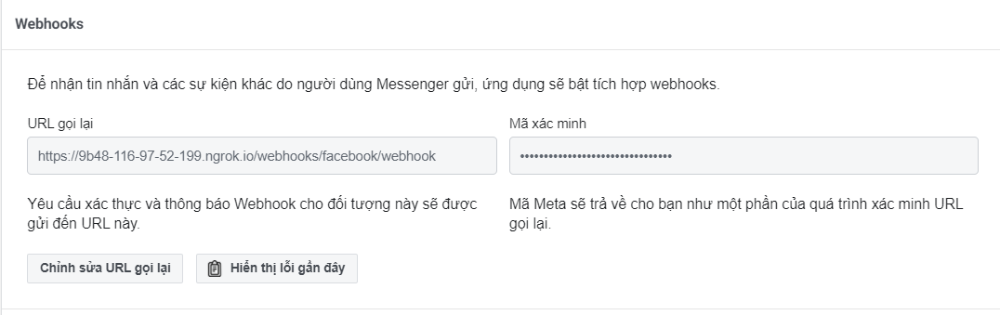 Webhooks
Để nhận tin nhắn và các sự kiện khác do người dùng Messenger gửi, ứng dụng sẽ bật tích hợp webhooks.
URL gọi lại
Mã xác minh
https://9b48-116-97-52-199.ngrok.io/webhooks/facebook/webhook
••••••••••••••••••••••••••••••••
Yêu cầu xác thực và thông báo Webhook cho đối tượng này sẽ được
gửi đến URL này.
Mã Meta sẽ trả về cho bạn như một phần của quá trình xác minh URL
gọi lại.
Chỉnh sửa URL gọi lại
Hiển thị lỗi gần đây